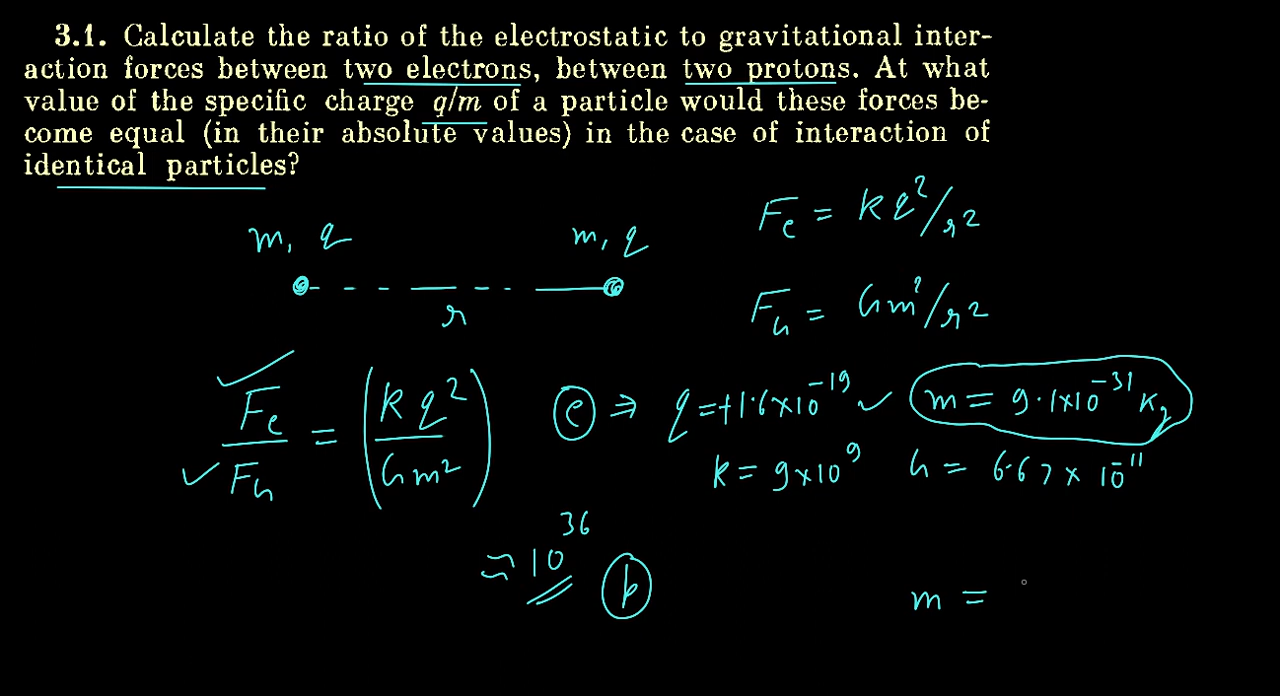 3.1. Calculate the ratio of the electrostatic to gravitational inter-
action forces between two electrons, between two protons. At what
value of the specific charge q/m of a particle would these forces be-
come equal (in their absolute values) in the case of interaction of
identical particles?
m, q m, q
r
Fe = kq²/r²
FG = Gm²/r²
Fe/FG = (kq²/Gm²)
(e) ⇒ q = +1.6×10⁻¹⁹ ✓ m = 9.1×10⁻³¹ Kg
k = 9×10⁹ G = 6.67 × 10⁻¹¹
≈ 10³⁶ (p)
m =